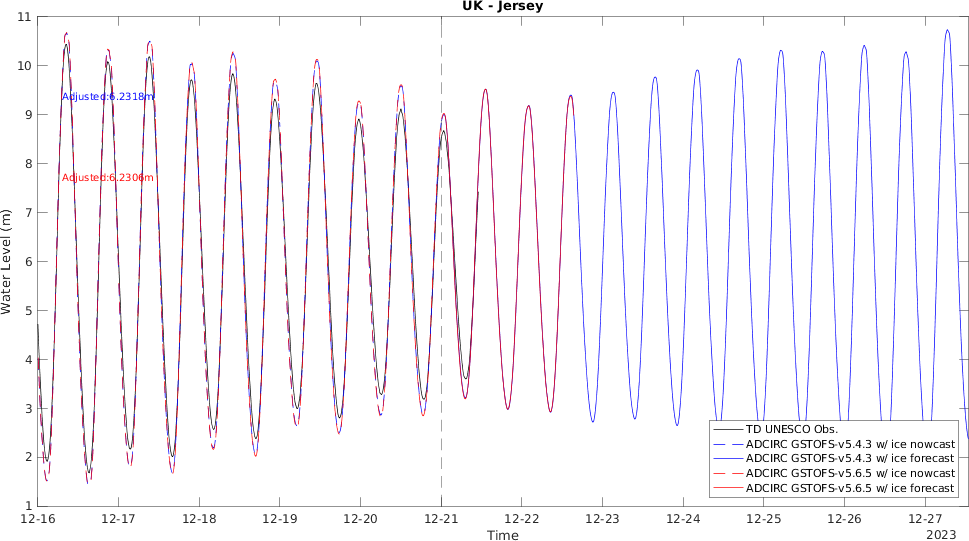 UK - Jersey
11
10
9
8
7
6
5
4
3
2
1
Water Level (m)
Adjusted:6.2318m
Adjusted:6.2306m
TD UNESCO Obs.
ADCIRC GSTOFS-v5.4.3 w/ ice nowcast
ADCIRC GSTOFS-v5.4.3 w/ ice forecast
ADCIRC GSTOFS-v5.6.5 w/ ice nowcast
ADCIRC GSTOFS-v5.6.5 w/ ice forecast
12-16 12-17 12-18 12-19 12-20 12-21 12-22 12-23 12-24 12-25 12-26 12-27
Time
2023